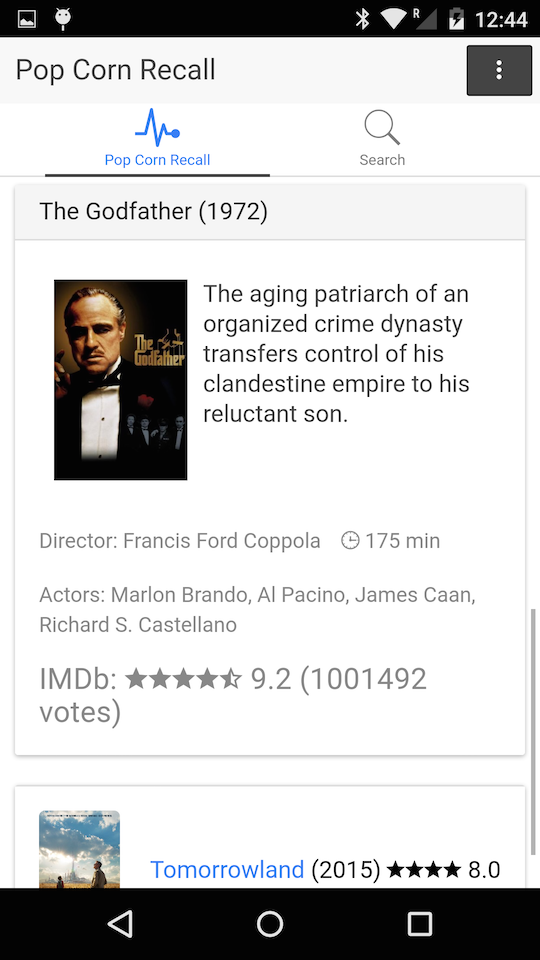 R 12:44
Pop Corn Recall
Pop Corn Recall
Search
The Godfather (1972)
The Godfather
The aging patriarch of an
organized crime dynasty
transfers control of his
clandestine empire to his
reluctant son.
Director: Francis Ford Coppola 175 min
Actors: Marlon Brando, Al Pacino, James Caan,
Richard S. Castellano
IMDb: ★★★★⯪ 9.2 (1001492
votes)
Tomorrowland (2015) ★★★★ 8.0